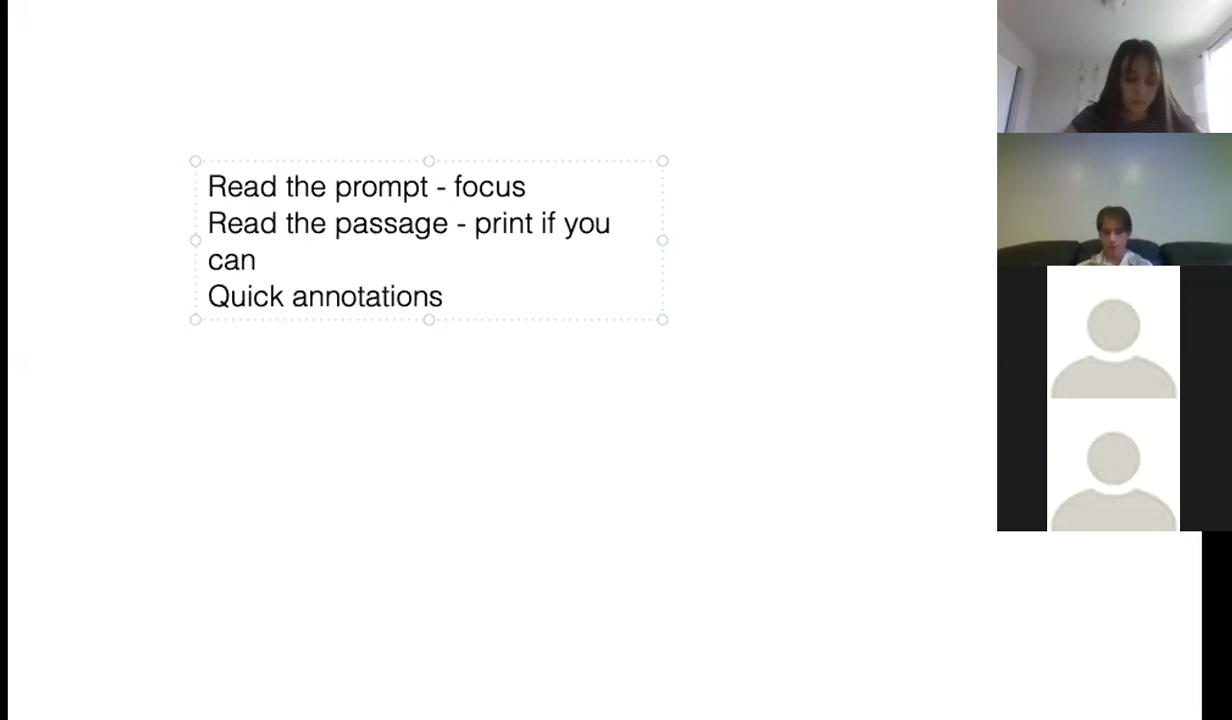 Read the prompt - focus
Read the passage - print if you
can
Quick annotations